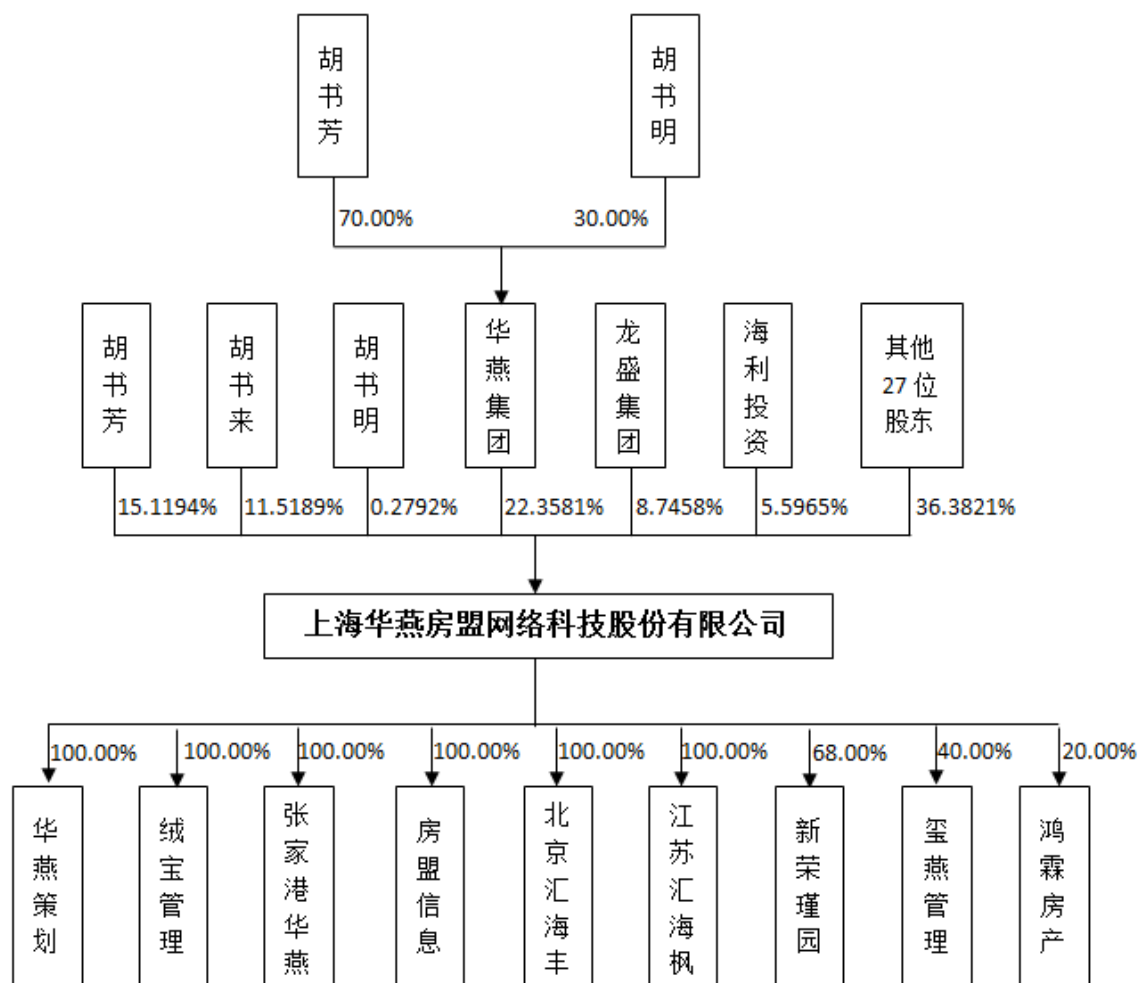 胡书芳
胡书明
70.00%
30.00%
胡书芳
胡书来
胡书明
华燕集团
龙盛集团
海利投资
其他
27 位
股东
15.1194%
11.5189%
0.2792%
22.3581%
8.7458%
5.5965%
36.3821%
上海华燕房盟网络科技股份有限公司
100.00%
100.00%
100.00%
100.00%
100.00%
100.00%
68.00%
40.00%
20.00%
华燕策划
绒宝管理
张家港华燕
房盟信息
北京汇海丰
江苏汇海枫
新荣瑾园
玺燕管理
鸿霖房产